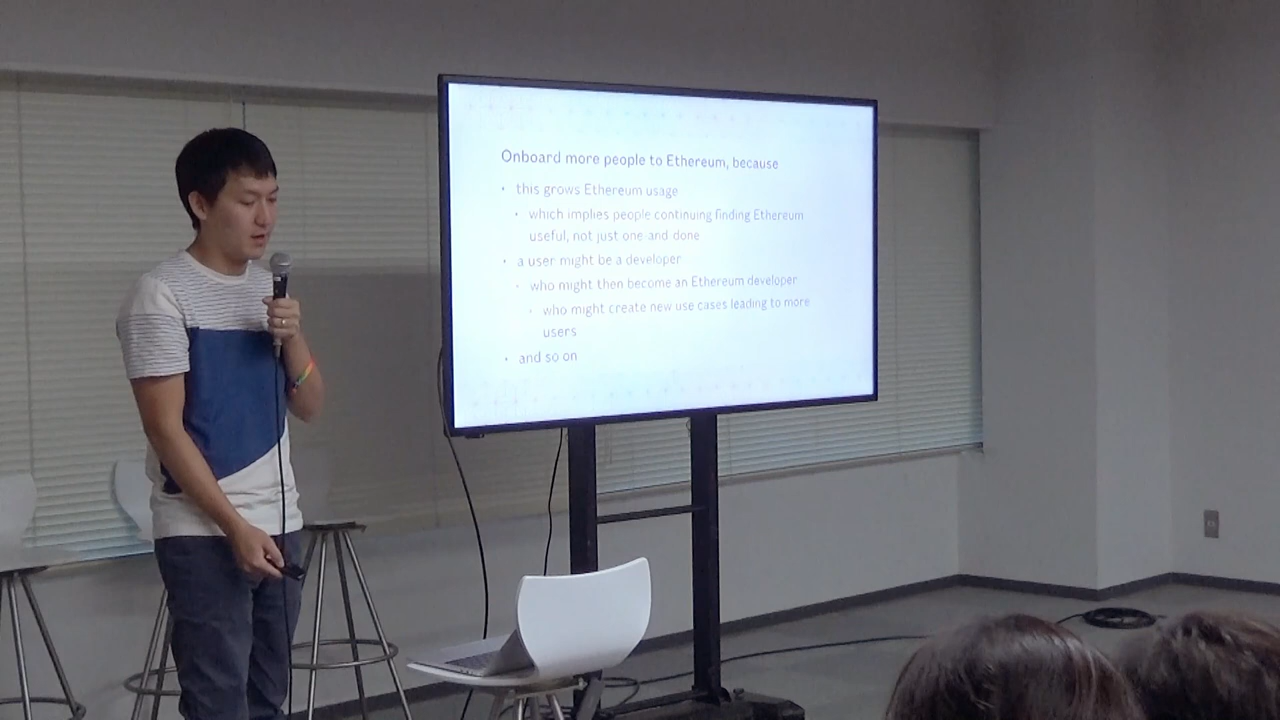 Onboard more people to Ethereum, because
• this grows Ethereum usage
• which implies people continuing finding Ethereum
useful, not just one and done
• a user might be a developer
• who might then become an Ethereum developer
• who might create new use cases leading to more
users
• and so on